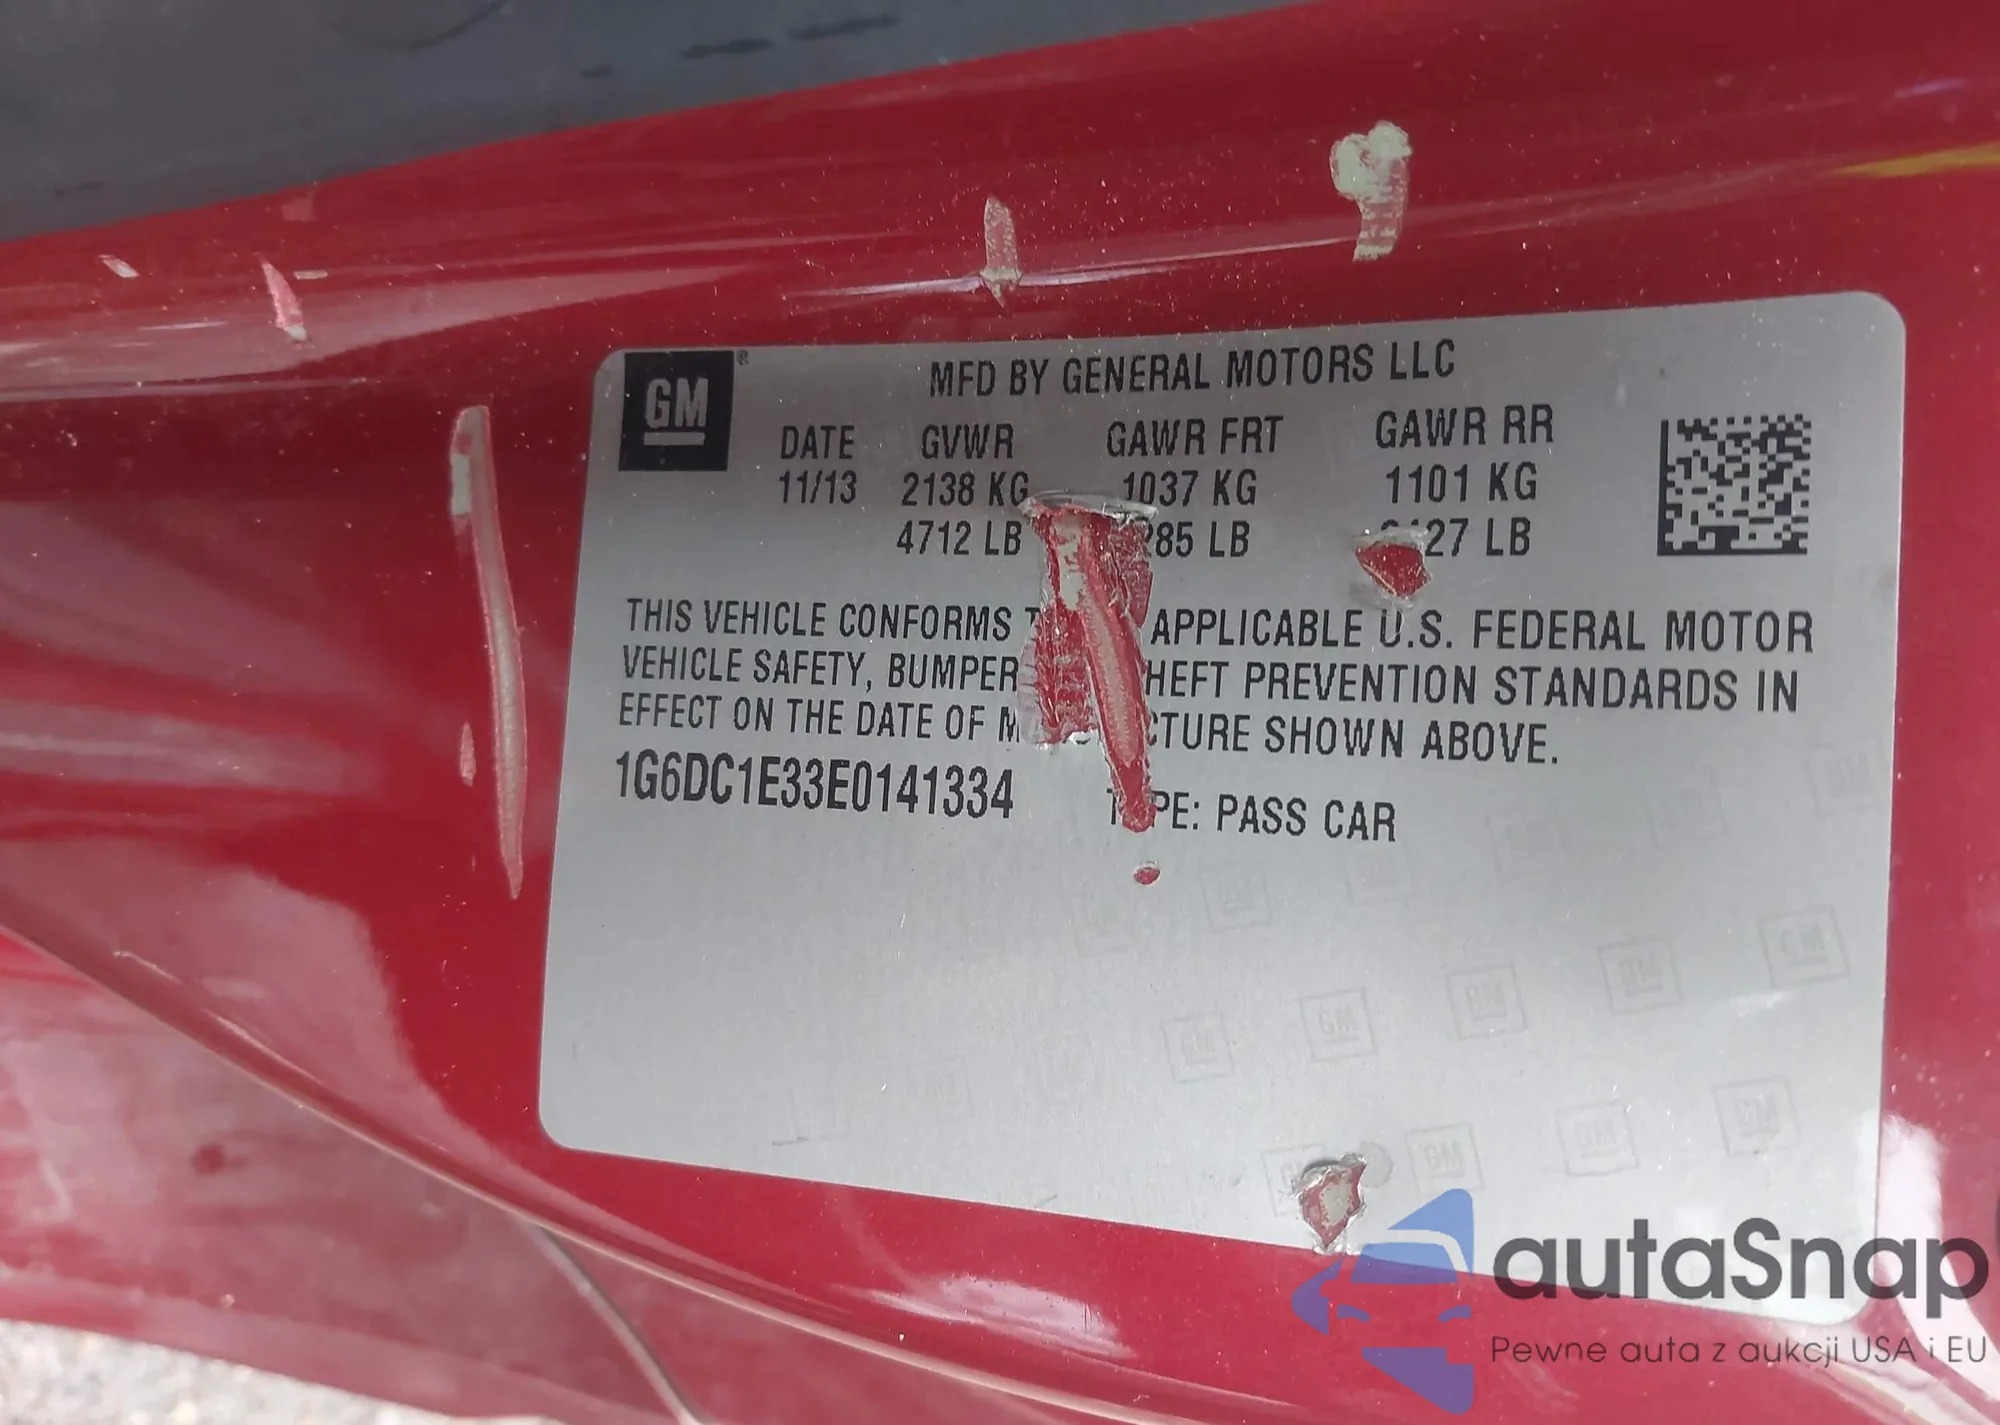 GM
MFD BY GENERAL MOTORS LLC
DATE GVWR GAWR FRT GAWR RR
11/13 2138 KG 1037 KG 1101 KG
4712 LB LB LB
THIS VEHICLE CONFORMS APPLICABLE U.S. FEDERAL MOTOR
VEHICLE SAFETY, BUMPER PREVENTION STANDARDS IN
EFFECT ON THE DATE OF SHOWN ABOVE.
1G6DC1E33E0141334 PASS CAR
autaSnap
Pewne auta z aukcji USA i EU